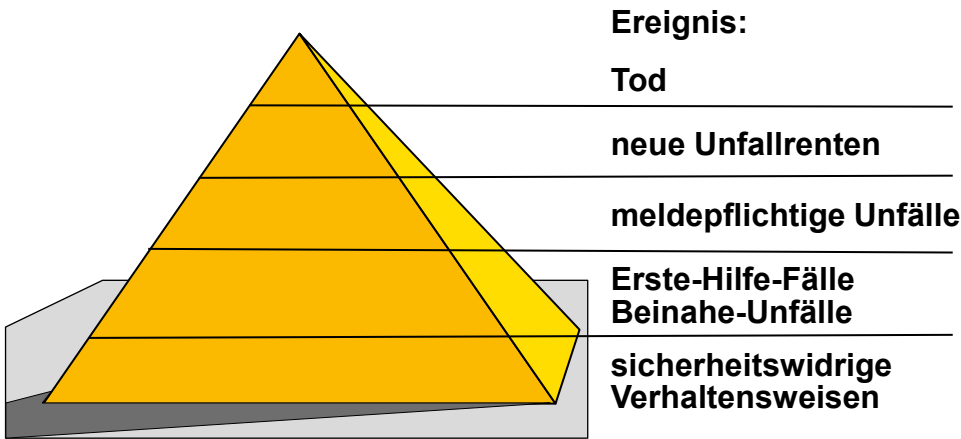 Ereignis:
Tod
neue Unfallrenten
meldepflichtige Unfälle
Erste-Hilfe-Fälle
Beinahe-Unfälle
sicherheitswidrige
Verhaltensweisen